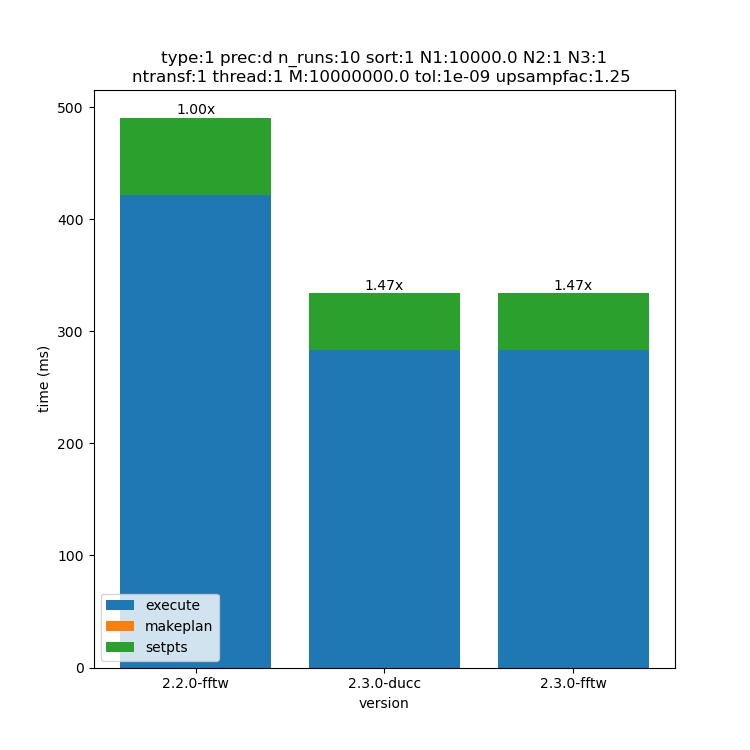 type:1 prec:d n_runs:10 sort:1 N1:10000.0 N2:1 N3:1
ntransf:1 thread:1 M:10000000.0 tol:1e-09 upsampfac:1.25
500
400
300
200
100
0
time (ms)
1.00x
1.47x
1.47x
execute
makeplan
setpts
2.2.0-fftw
2.3.0-ducc
2.3.0-fftw
version